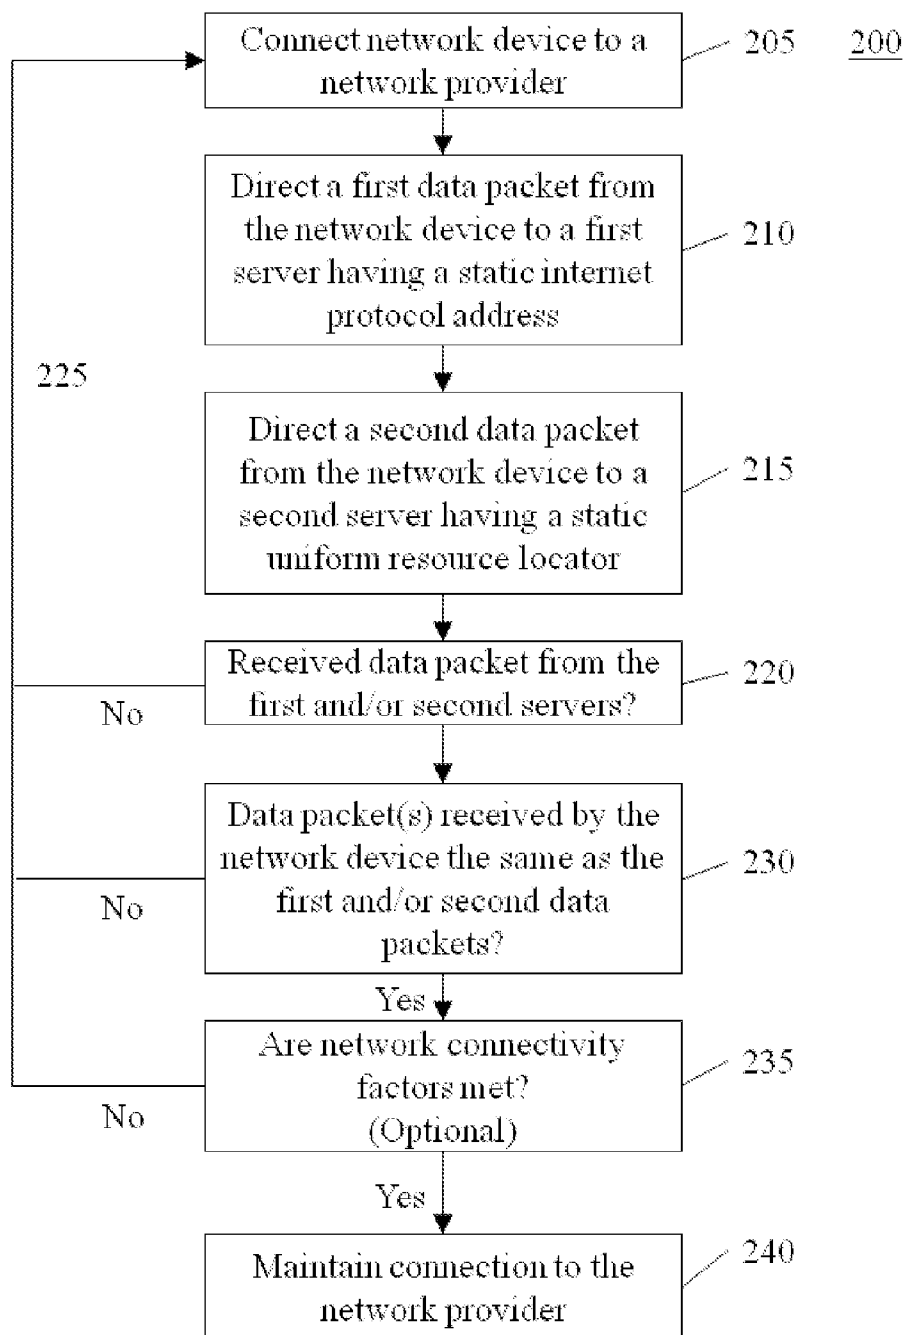 Connect network device to a
network provider
205
200
Direct a first data packet from
the network device to a first
server having a static internet
protocol address
210
225
Direct a second data packet
from the network device to a
second server having a static
uniform resource locator
215
Received data packet from the
first and/or second servers?
220
No
Data packet(s) received by the
network device the same as the
first and/or second data
packets?
230
No
Yes
Are network connectivity
factors met?
(Optional)
235
No
Yes
Maintain connection to the
network provider
240